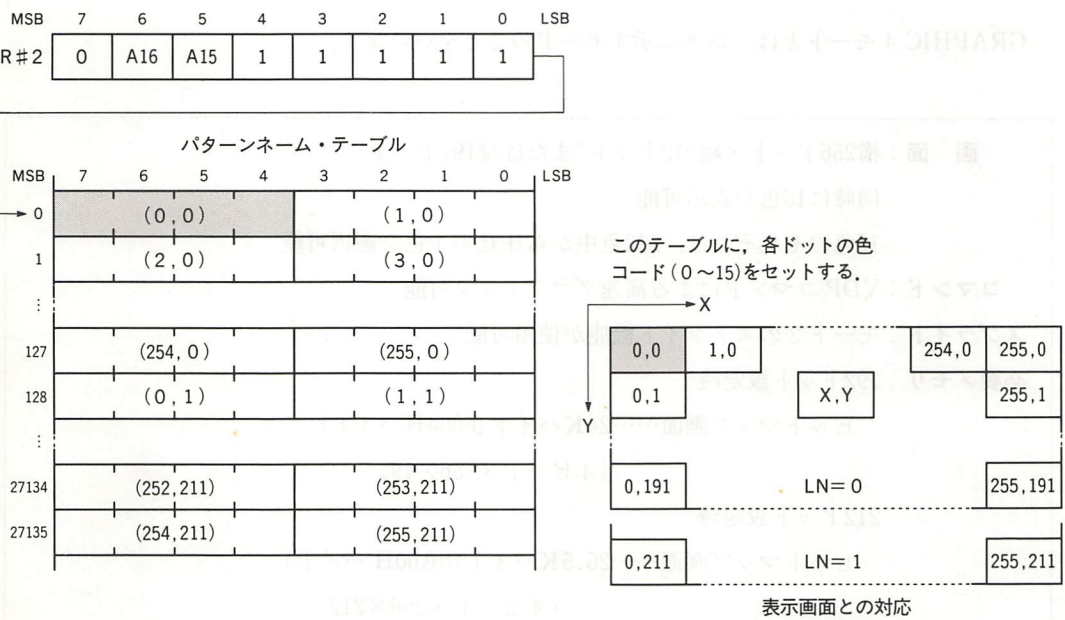 MSB 7 6 5 4 3 2 1 0 LSB
R#2 0 A16 A15 1 1 1 1 1
パターンネーム・テーブル
MSB 7 6 5 4 3 2 1 0 LSB
0 (0,0) (1,0)
1 (2,0) (3,0)
⋮
127 (254,0) (255,0)
128 (0,1) (1,1)
⋮
27134 (252,211) (253,211)
27135 (254,211) (255,211)
このテーブルに,各ドットの色
コード(0〜15)をセットする.
X
0,0 1,0 254,0 255,0
0,1 X,Y 255,1
Y
0,191 LN=0 255,191
0,211 LN=1 255,211
表示画面との対応